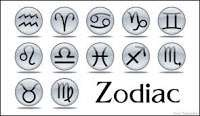 ♒ ♈ ♋ ♑ ♊
♌ ♎ ♓ ♐ ♏
♉ ♍ Zodiac